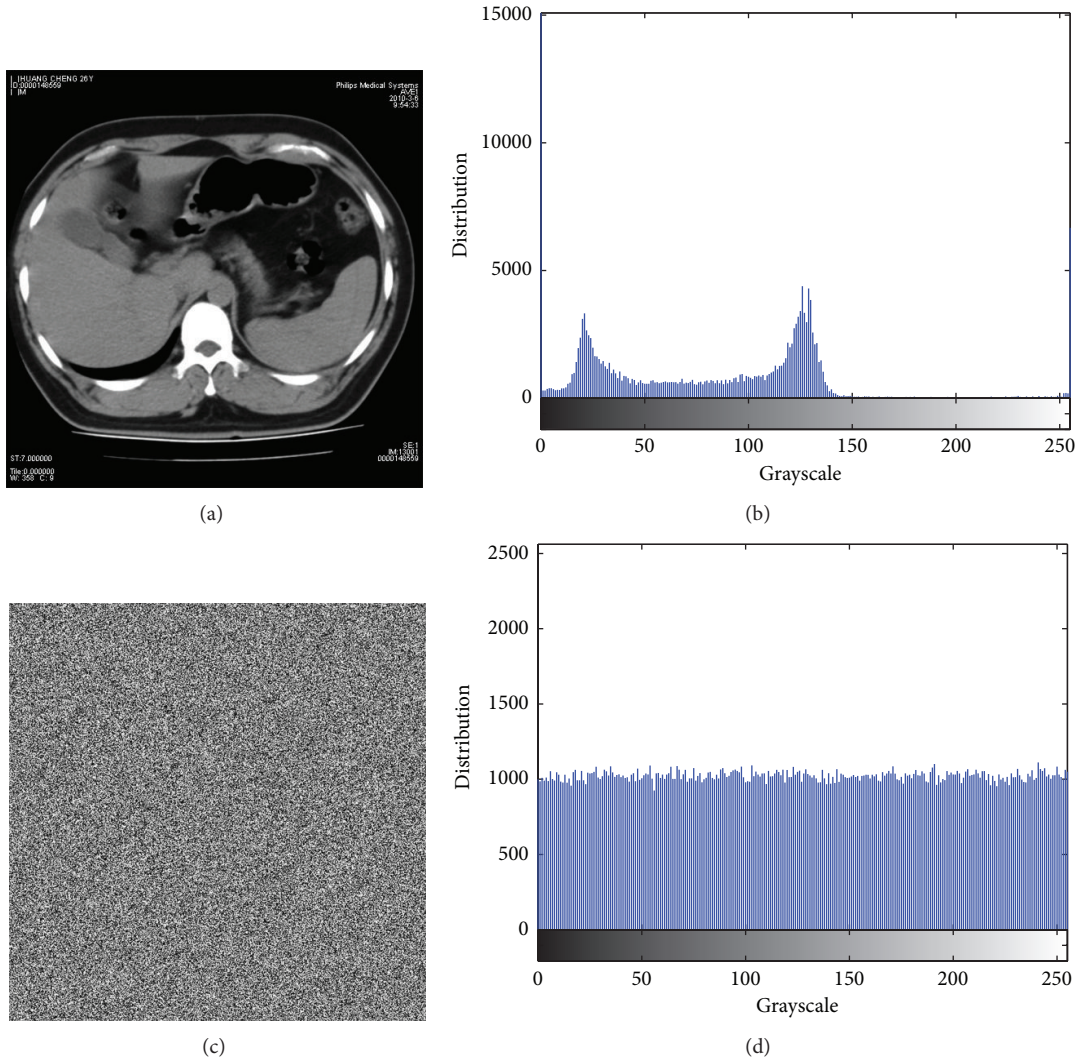 | JHUANG CHENG 26Y
ID:0000148559
| |M
Philips Medical Systems
AVE1
2010-3-6
9:54:33
ST:7.000000
Tile:0.000000
W: 358 C: 9
SE:1
IM:13001
0000148559
(a)
15000
10000
5000
0
Distribution
0 50 100 150 200 250
Grayscale
(b)
(c)
2500
2000
1500
1000
500
0
Distribution
0 50 100 150 200 250
Grayscale
(d)